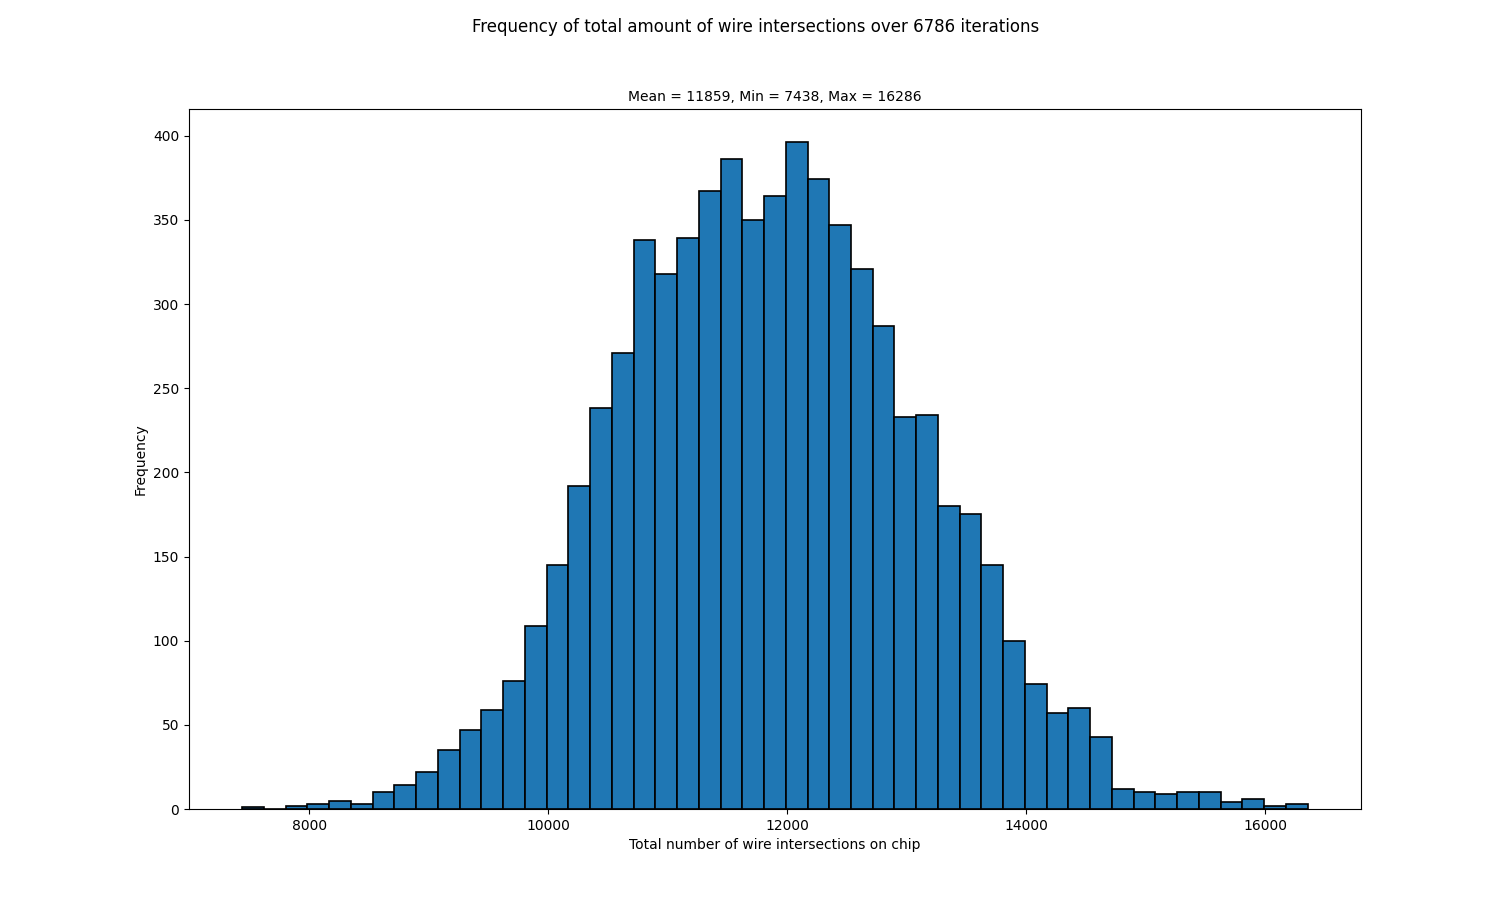 Frequency of total amount of wire intersections over 6786 iterations
Mean = 11859, Min = 7438, Max = 16286
400
350
300
250
200
150
100
50
0
Frequency
8000 10000 12000 14000 16000
Total number of wire intersections on chip